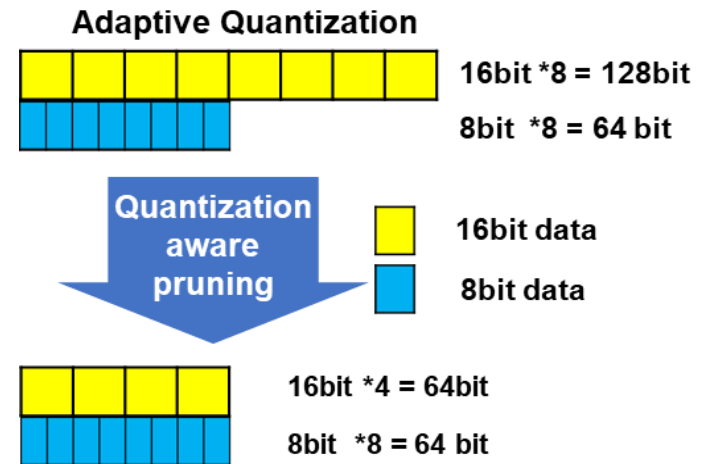 Adaptive Quantization
16bit *8 = 128bit
8bit *8 = 64 bit
Quantization
aware
pruning
16bit data
8bit data
16bit *4 = 64bit
8bit *8 = 64 bit